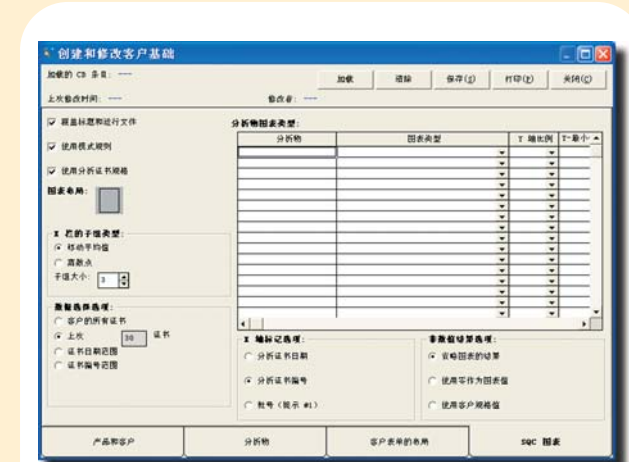 创建和修改客户基础
加载的 CB 条目: ---
加载 清除 保存(S) 打印(P) 关闭(C)
上次修改时间: --- 修改者: ---
覆盖标题和运行文件
使用模式规则
使用分析证书规格
图表布局:
X 栏的子组类型:
移动平均值
离散点
子组大小: 3
数据选择选项:
客户的所有证书
上次 30 证书
证书日期范围
证书编号范围
分析物图表类型:
分析物 图表类型 Y 轴比例 Y-最小
X 轴标记选项:
分析证书日期
分析证书编号
批号 (提示 #1)
非数值结果选项:
省略图表的结果
使用零作为图表值
使用客户规格值
产品和客户 分析物 客户表单的布局 SQC 图表